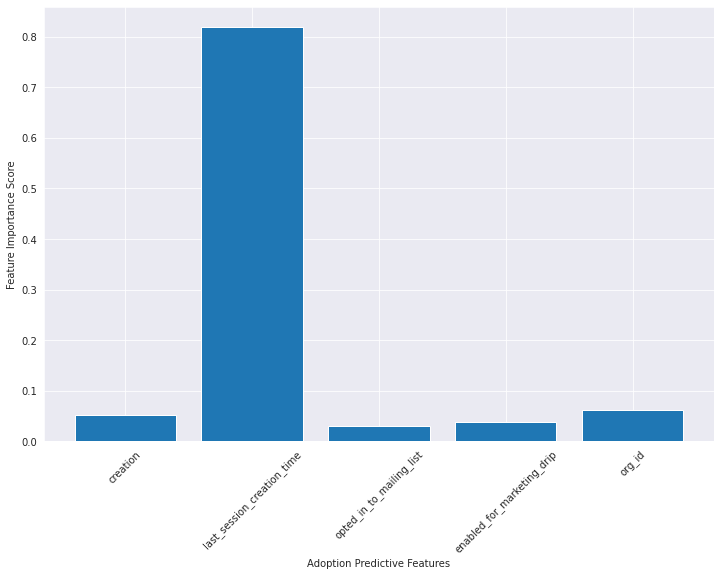 0.8
0.7
0.6
0.5
0.4
0.3
0.2
0.1
0.0
Feature Importance Score
creation
last_session_creation_time
opted_in_to_mailing_list
enabled_for_marketing_drip
org_id
Adoption Predictive Features